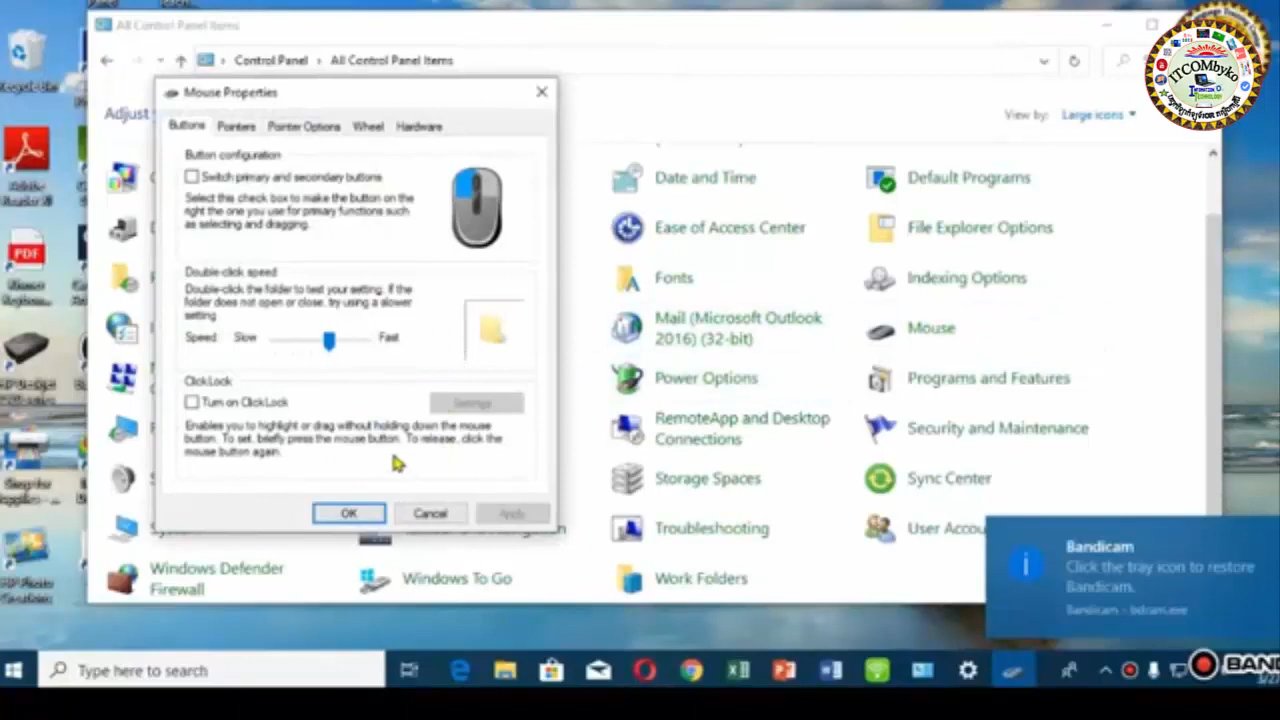 All Control Panel Items
Control Panel
All Control Panel Items
Adjust
View by:
Large icons
Mouse Properties
Buttons
Pointers
Pointer Options
Wheel
Hardware
Button configuration
Switch primary and secondary buttons
Select this check box to make the button on the
right the one you use for primary functions such
as selecting and dragging.
Double-click speed
Double-click the folder to test your setting. If the
folder does not open or close, try using a slower
setting.
Speed:
Slow
Fast
ClickLock
Turn on ClickLock
Settings
Enables you to highlight or drag without holding down the mouse
button. To set, briefly press the mouse button. To release, click the
mouse button again.
OK
Cancel
Apply
Date and Time
Default Programs
Ease of Access Center
File Explorer Options
Fonts
Indexing Options
Mail (Microsoft Outlook
2016) (32-bit)
Mouse
Power Options
Programs and Features
RemoteApp and Desktop
Connections
Security and Maintenance
Storage Spaces
Sync Center
Troubleshooting
User Accou
Windows Defender
Firewall
Windows To Go
Work Folders
Bandicam
Click the tray icon to restore
Bandicam.
Bandicam - bdcam.exe
Recycle Bin
Adobe
Reader XI
PDF
ITCOMbyko
Type here to search
BAND